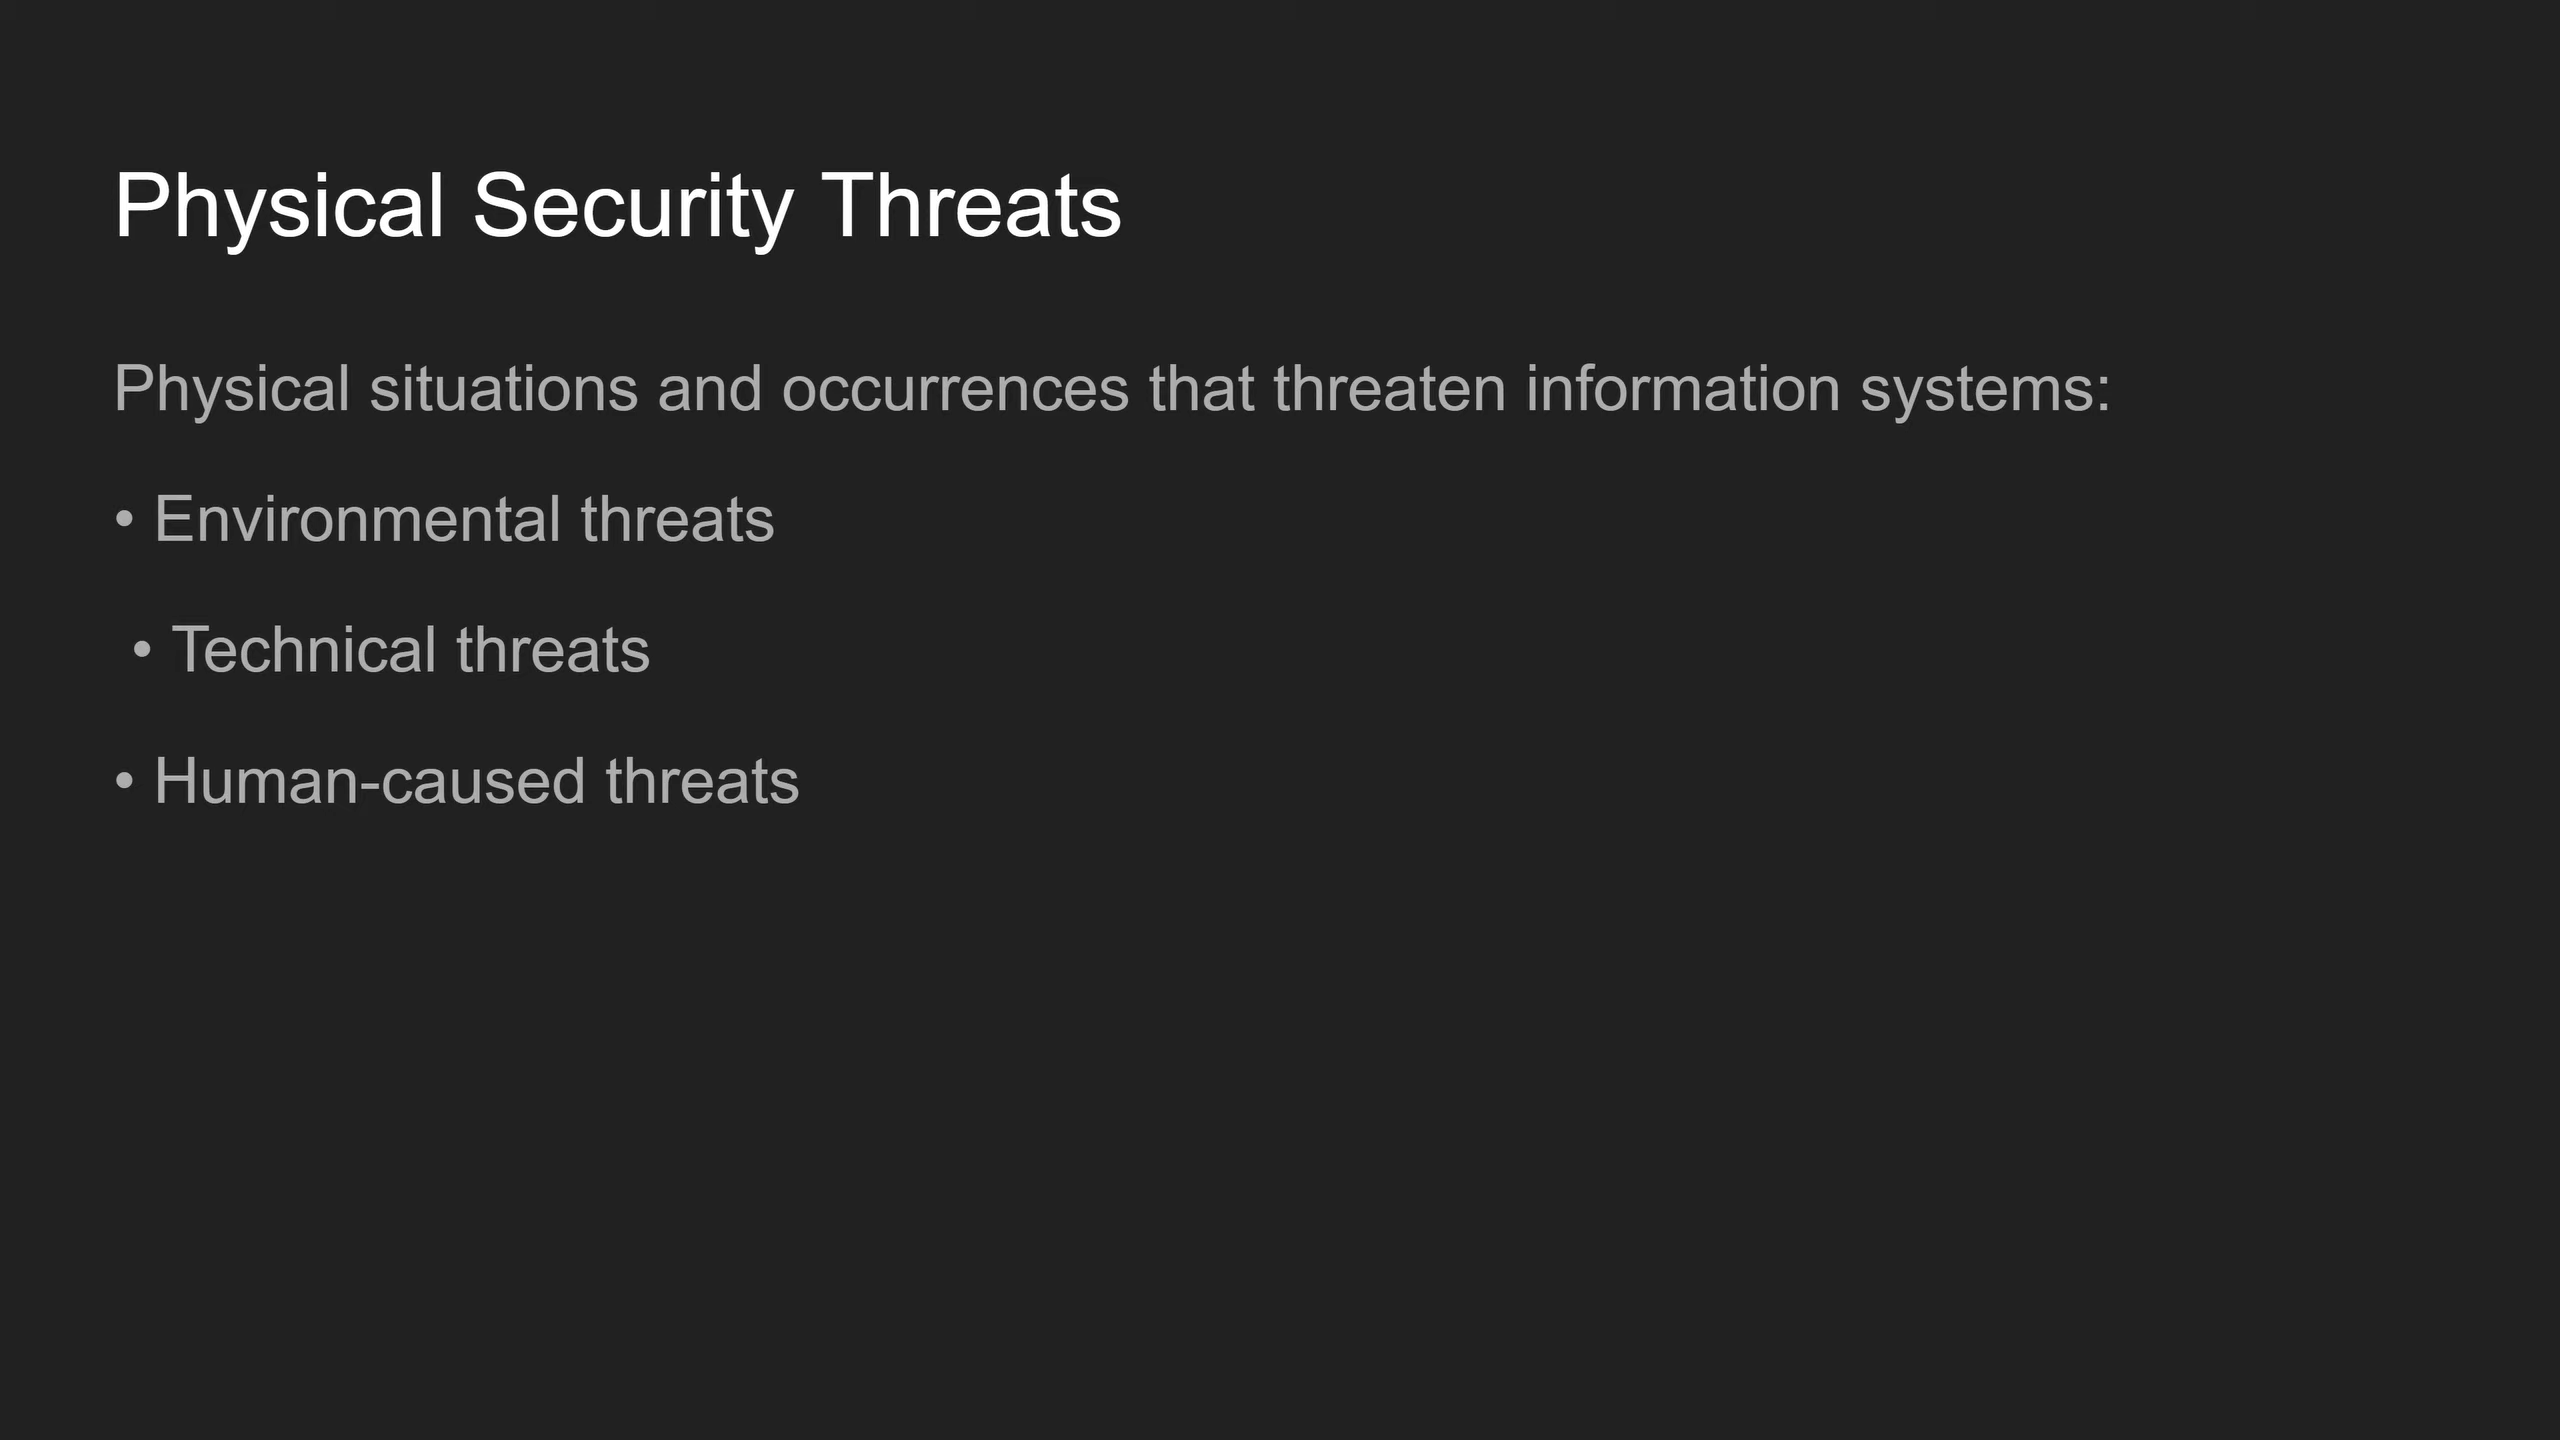 Physical Security Threats
Physical situations and occurrences that threaten information systems:
• Environmental threats
• Technical threats
• Human-caused threats